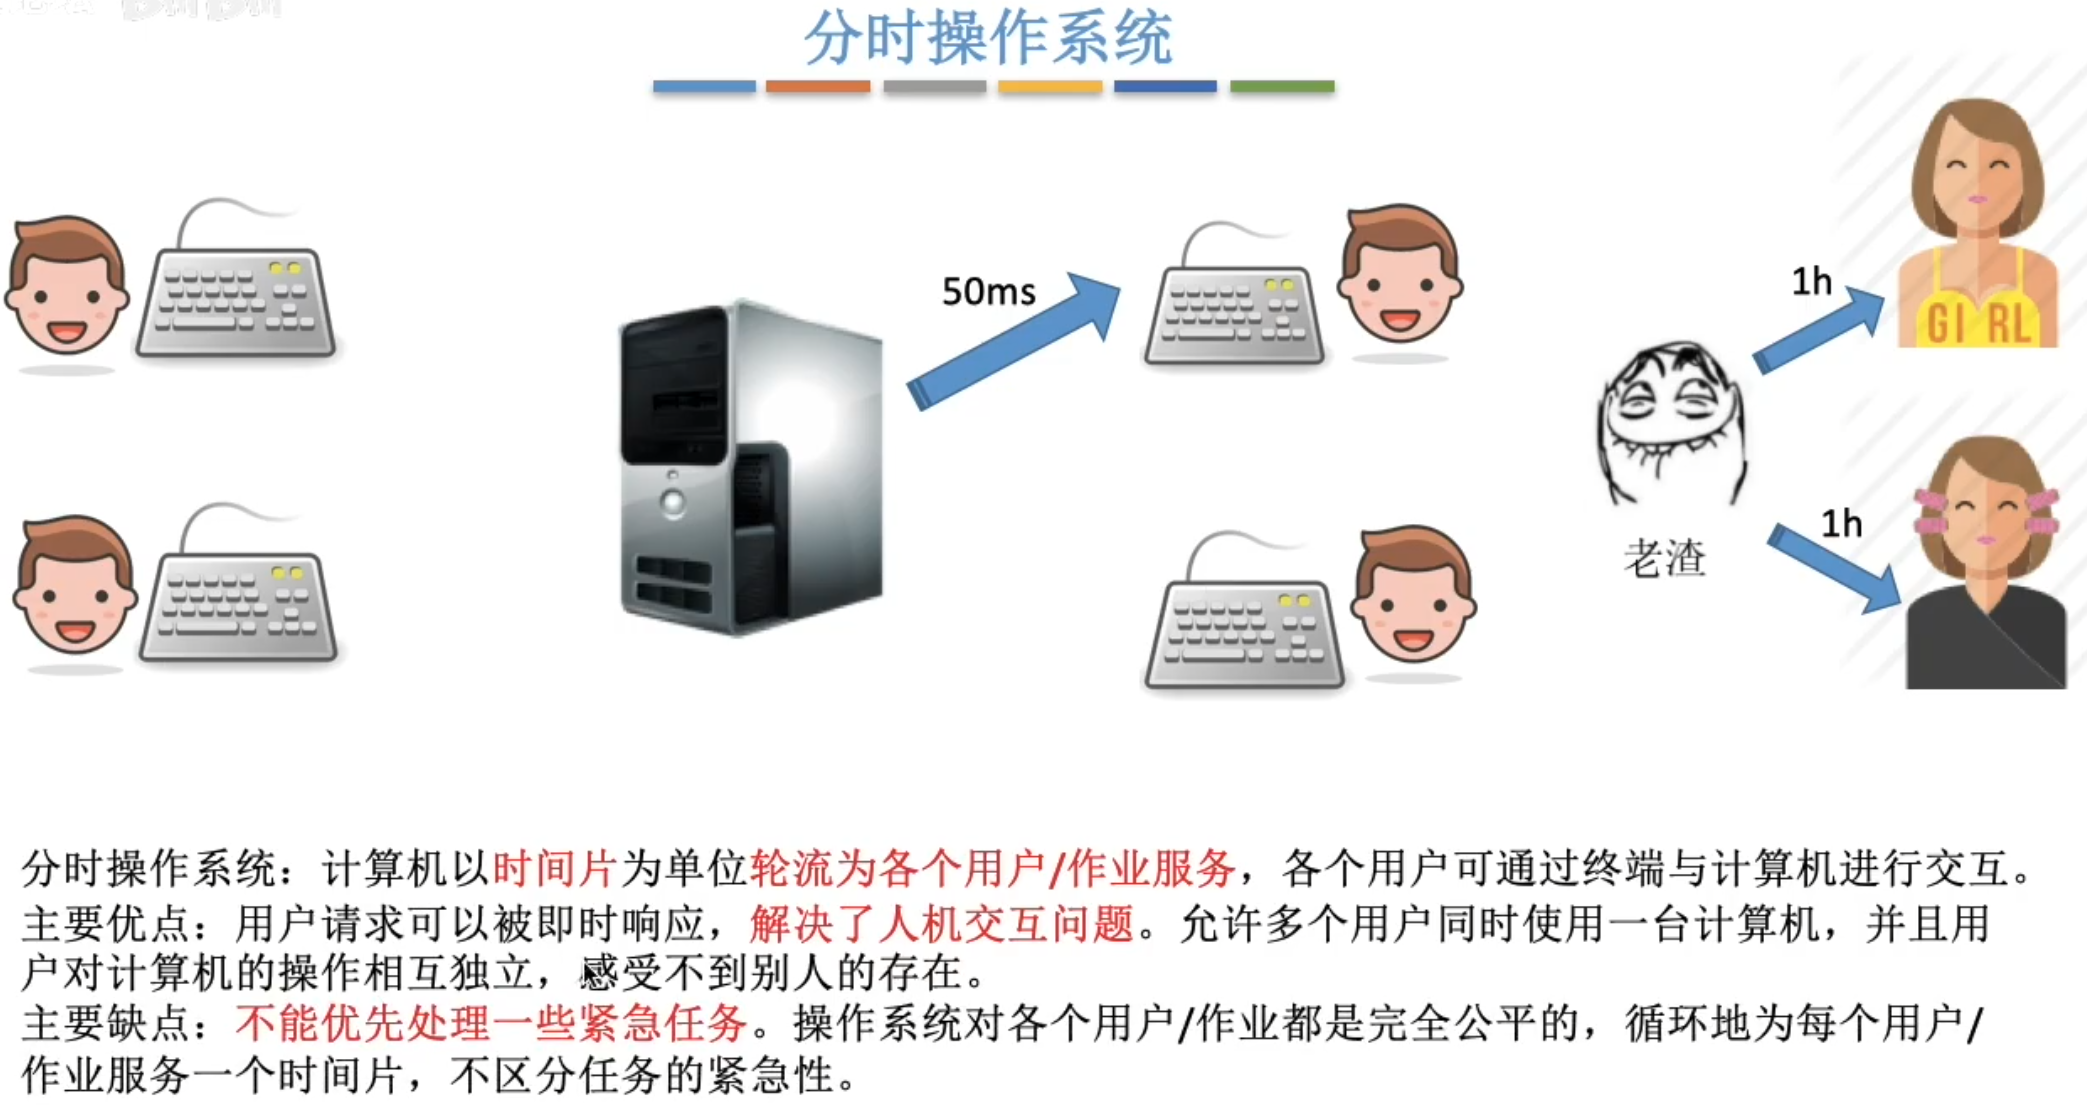 分时操作系统
50ms
1h
GIRL
老渣
1h
分时操作系统：计算机以时间片为单位轮流为各个用户/作业服务，各个用户可通过终端与计算机进行交互。
主要优点：用户请求可以被即时响应，解决了人机交互问题。允许多个用户同时使用一台计算机，并且用
户对计算机的操作相互独立，感受不到别人的存在。
主要缺点：不能优先处理一些紧急任务。操作系统对各个用户/作业都是完全公平的，循环地为每个用户/
作业服务一个时间片，不区分任务的紧急性。